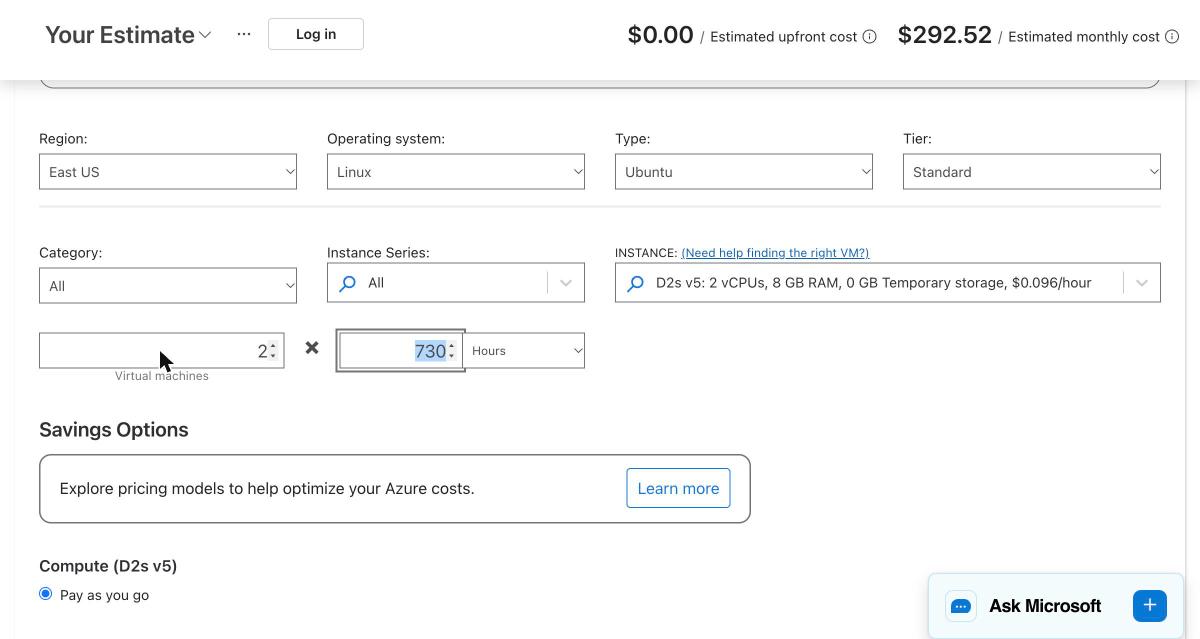 Your Estimate ... Log in $0.00 / Estimated upfront cost $292.52 / Estimated monthly cost
Region: Operating system: Type: Tier:
East US Linux Ubuntu Standard
Category: Instance Series: INSTANCE: (Need help finding the right VM?)
All All D2s v5: 2 vCPUs, 8 GB RAM, 0 GB Temporary storage, $0.096/hour
2 × 730 Hours
Virtual machines
Savings Options
Explore pricing models to help optimize your Azure costs. Learn more
Compute (D2s v5)
Pay as you go
Ask Microsoft +